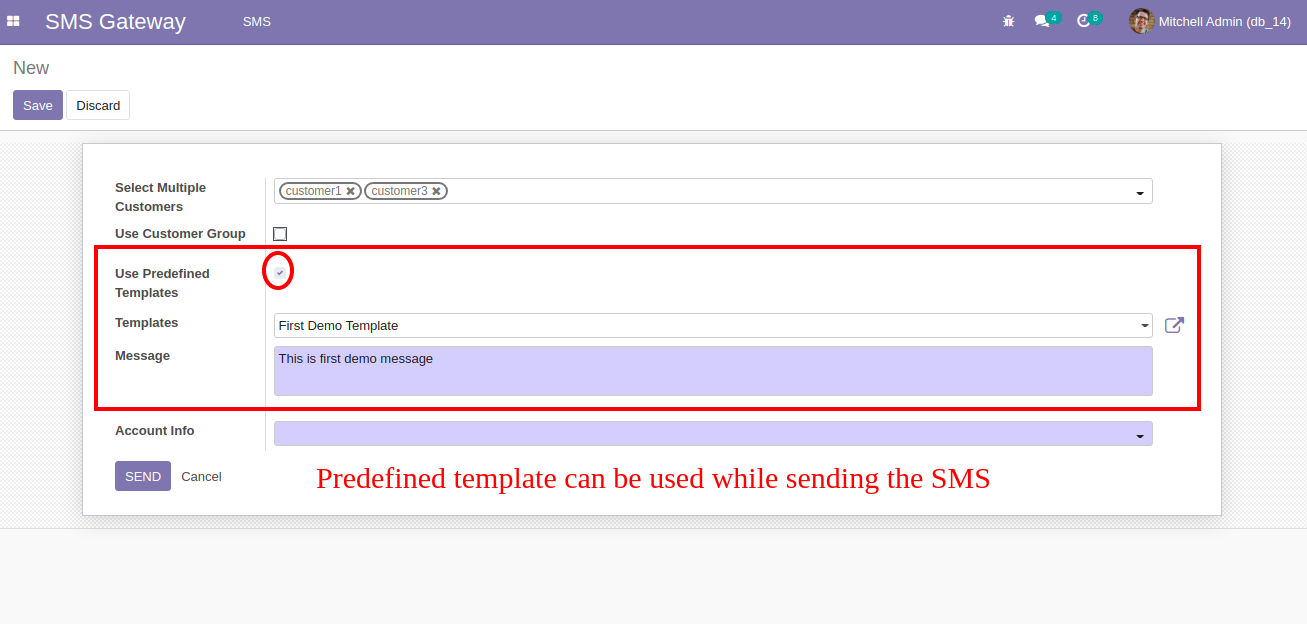 SMS Gateway SMS 4 8 Mitchell Admin (db_14)
New
Save Discard
Select Multiple
Customers
customer1 ✖ customer3 ✖
Use Customer Group
Use Predefined
Templates
Templates First Demo Template
Message This is first demo message
Account Info
SEND Cancel
Predefined template can be used while sending the SMS